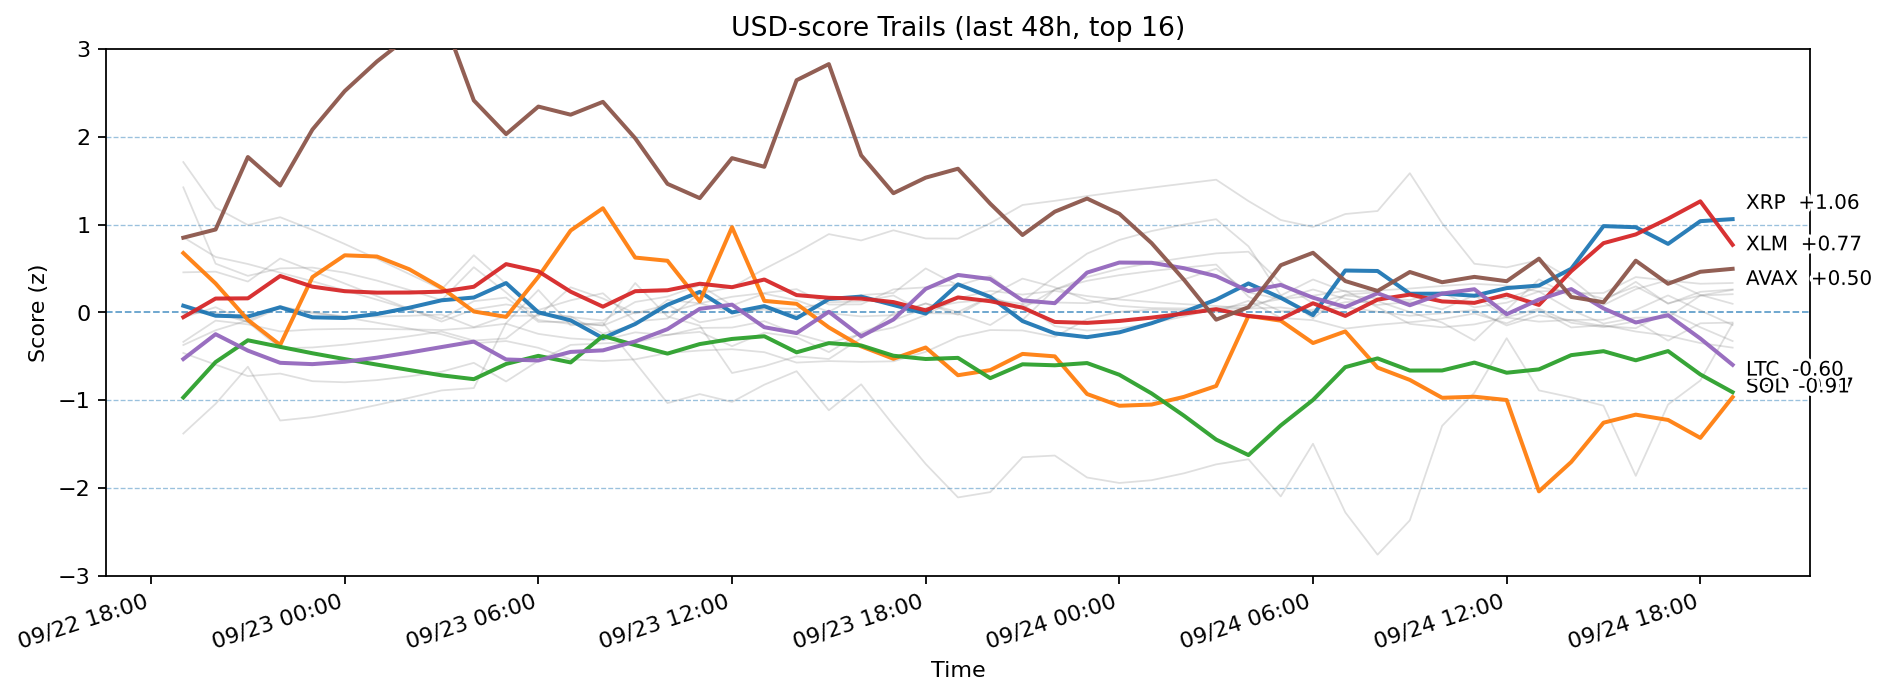 USD-score Trails (last 48h, top 16)
3
2
1
0
−1
−2
−3
Score (z)
XRP +1.06
XLM +0.77
AVAX +0.50
LTC -0.60
SOL -0.91
09/22 18:00
09/23 00:00
09/23 06:00
09/23 12:00
09/23 18:00
09/24 00:00
09/24 06:00
09/24 12:00
09/24 18:00
Time